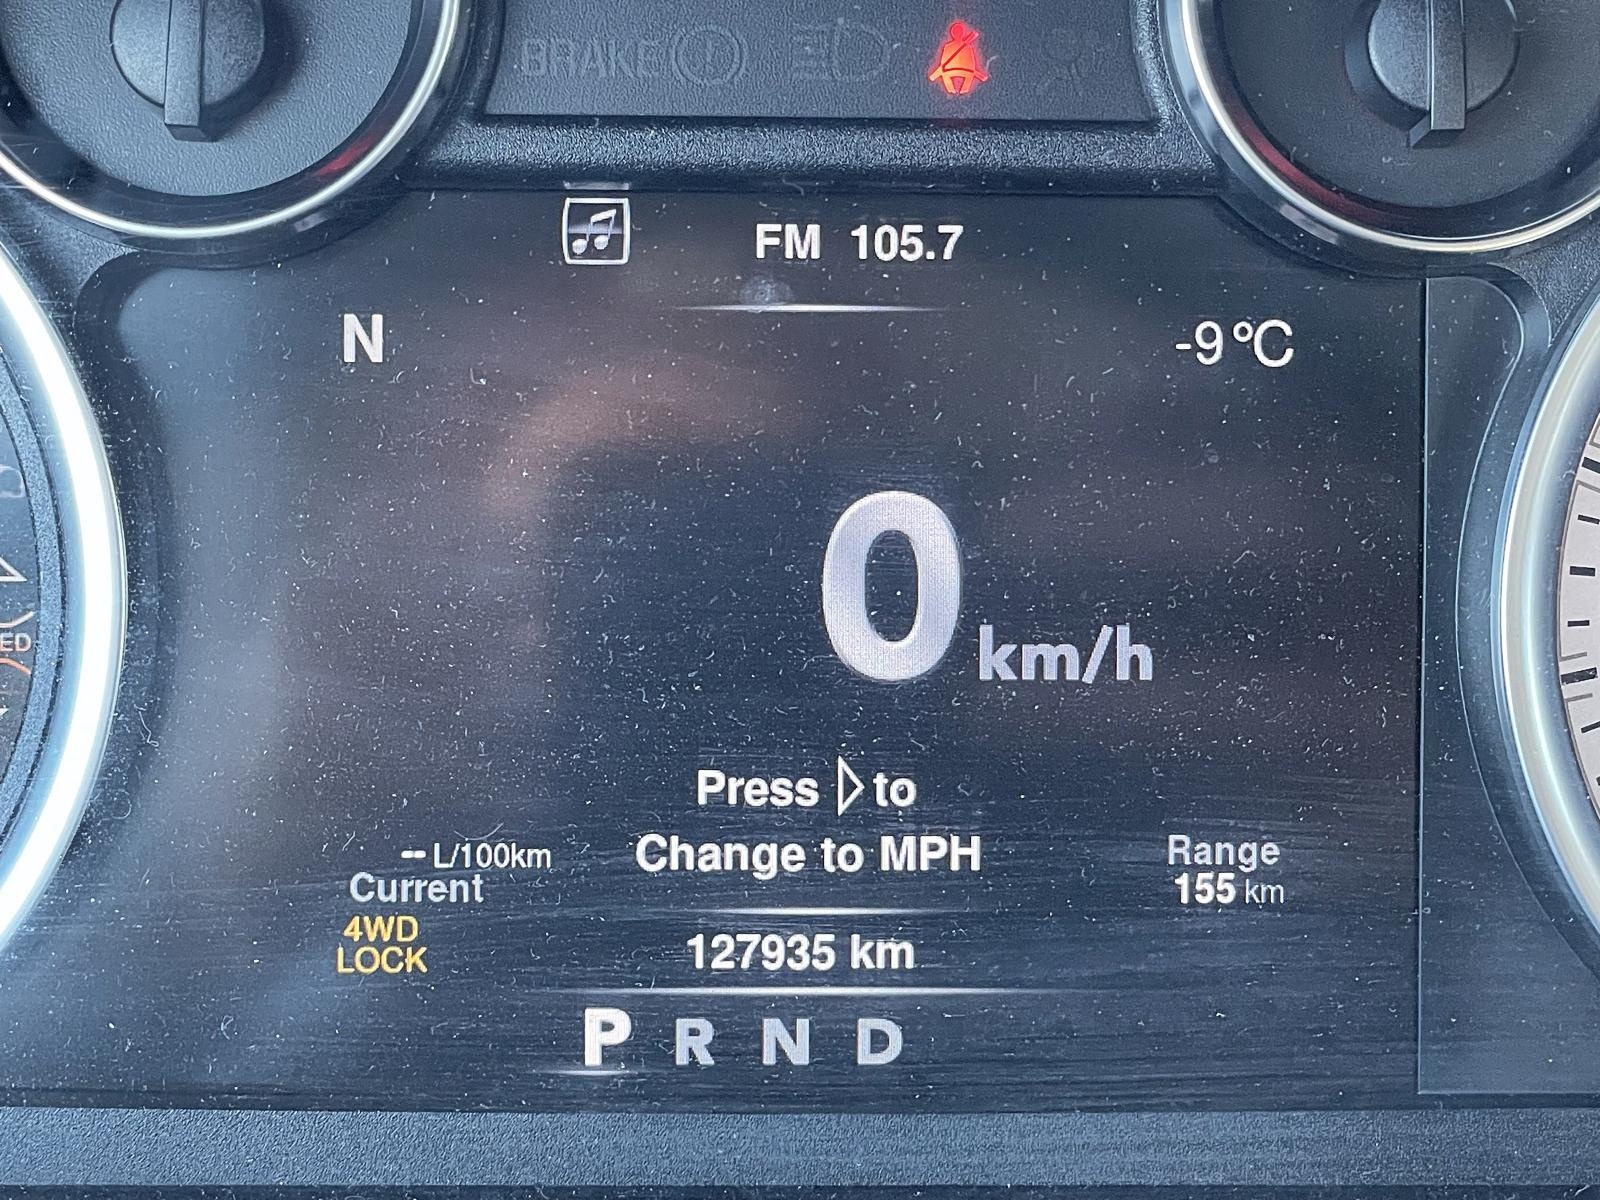 BRAKE
FM 105.7
N
-9°C
0 km/h
Press ▷ to
Change to MPH
-- L/100km
Current
Range
155 km
4WD
LOCK
127935 km
P R N D
ED